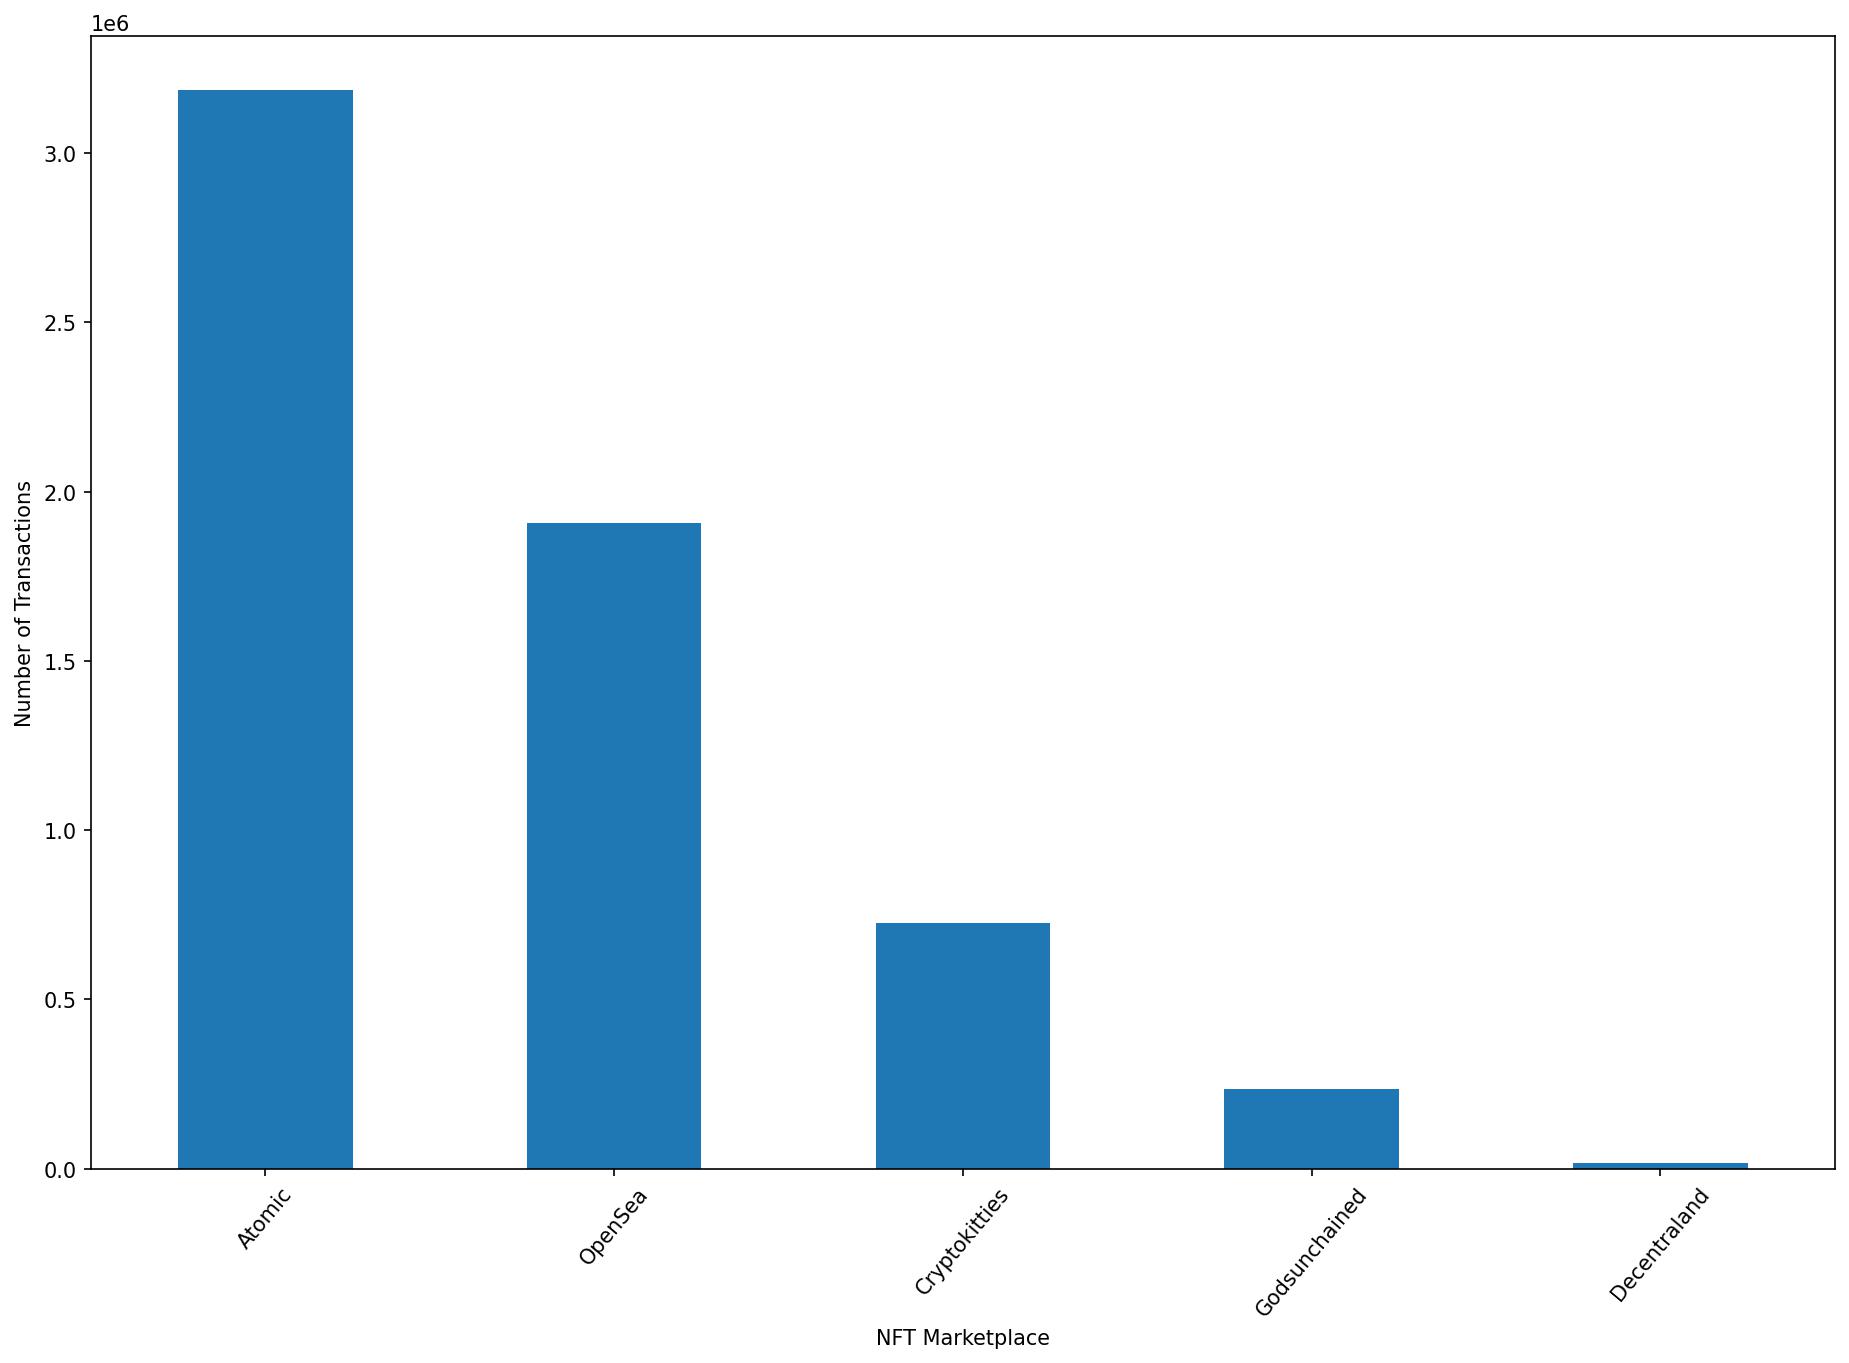 1e6
3.0
2.5
2.0
1.5
1.0
0.5
0.0
Number of Transactions
Atomic
OpenSea
Cryptokitties
Godsunchained
Decentraland
NFT Marketplace